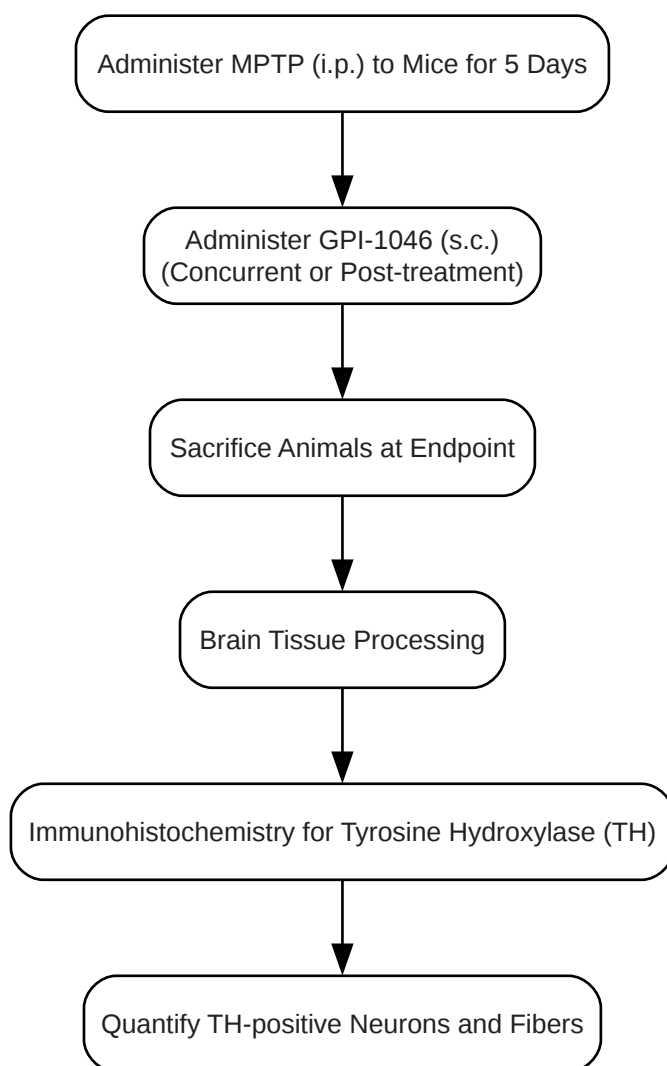 Administer MPTP (i.p.) to Mice for 5 Days
Administer GPI-1046 (s.c.)
(Concurrent or Post-treatment)
Sacrifice Animals at Endpoint
Brain Tissue Processing
Immunohistochemistry for Tyrosine Hydroxylase (TH)
Quantify TH-positive Neurons and Fibers